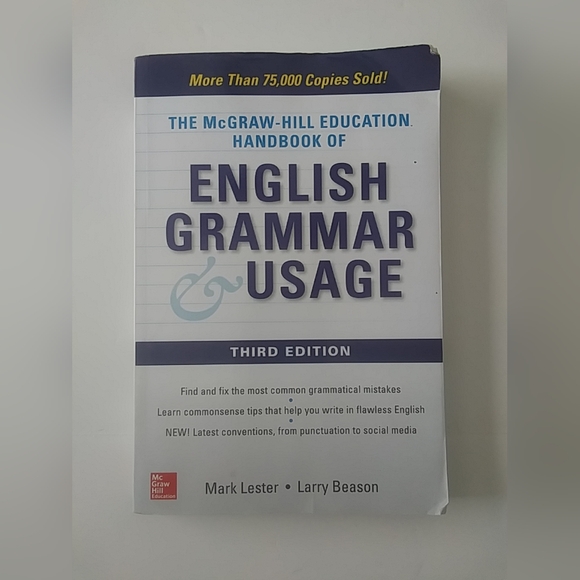 More Than 75,000 Copies Sold!
THE McGRAW-HILL EDUCATION
HANDBOOK OF
ENGLISH
GRAMMAR
& USAGE
THIRD EDITION
Find and fix the most common grammatical mistakes
•
Learn commonsense tips that help you write in flawless English
•
NEW! Latest conventions, from punctuation to social media
Mc
Graw
Hill
Education
Mark Lester • Larry Beason